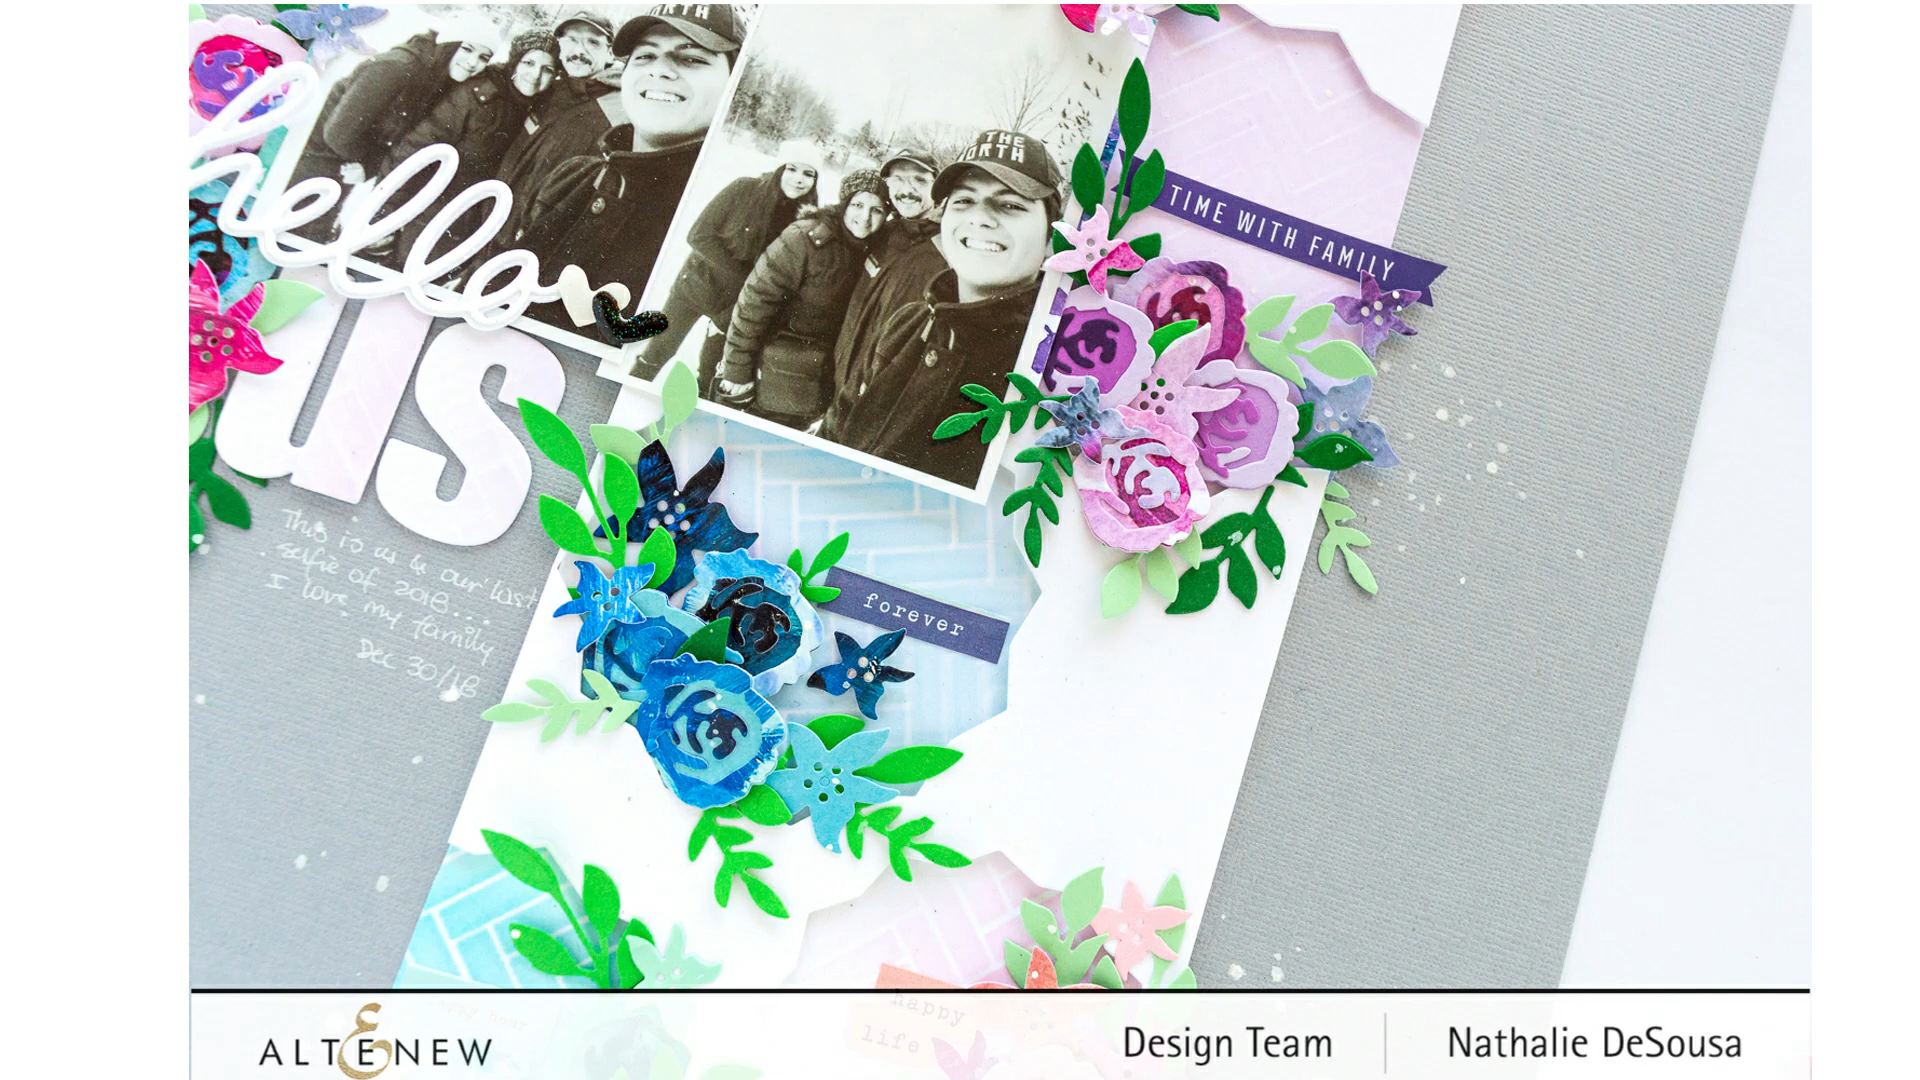 THE
NORTH
hello
us
TIME WITH FAMILY
This is us & our last
selfie of 2018....
I love my family
Dec 30/18
forever
happy
life
ALTENEW
Design Team
Nathalie DeSousa